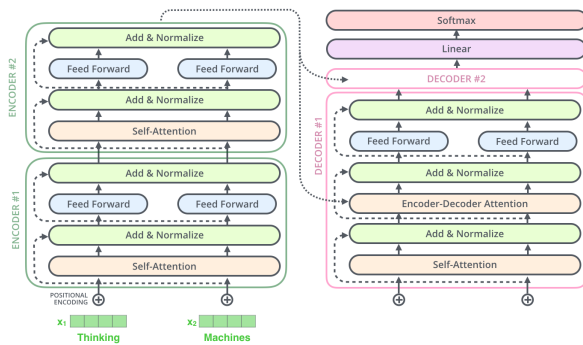 ENCODER #2
Add & Normalize
Feed Forward
Feed Forward
Add & Normalize
Self-Attention
ENCODER #1
Add & Normalize
Feed Forward
Feed Forward
Add & Normalize
Self-Attention
POSITIONAL
ENCODING
x₁
x₂
Thinking
Machines
Softmax
Linear
DECODER #2
DECODER #1
Add & Normalize
Feed Forward
Feed Forward
Add & Normalize
Encoder-Decoder Attention
Add & Normalize
Self-Attention